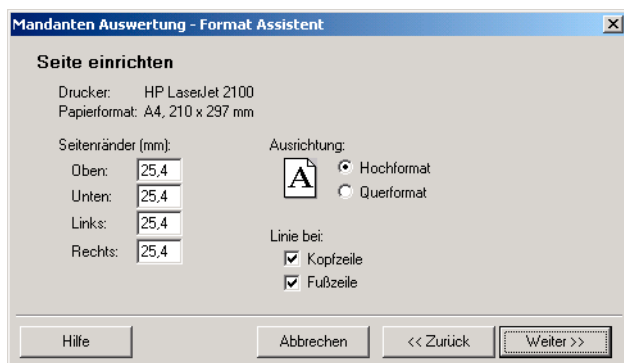 Mandanten Auswertung - Format Assistent
Seite einrichten
Drucker: HP LaserJet 2100
Papierformat: A4, 210 x 297 mm
Seitenränder (mm):
Oben: 25,4
Unten: 25,4
Links: 25,4
Rechts: 25,4
Ausrichtung:
A
Hochformat
Querformat
Linie bei:
Kopfzeile
Fußzeile
Hilfe
Abbrechen
<< Zurück
Weiter >>